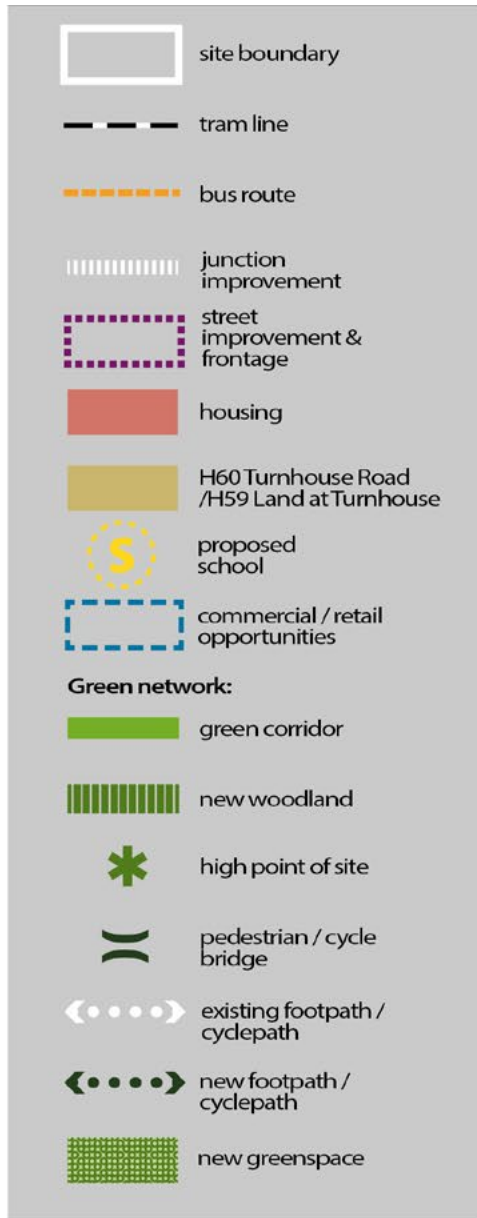 site boundary
tram line
bus route
junction
improvement
street
improvement &
frontage
housing
H60 Turnhouse Road
/H59 Land at Turnhouse
S
proposed
school
commercial / retail
opportunities
Green network:
green corridor
new woodland
high point of site
pedestrian / cycle
bridge
existing footpath /
cyclepath
new footpath /
cyclepath
new greenspace